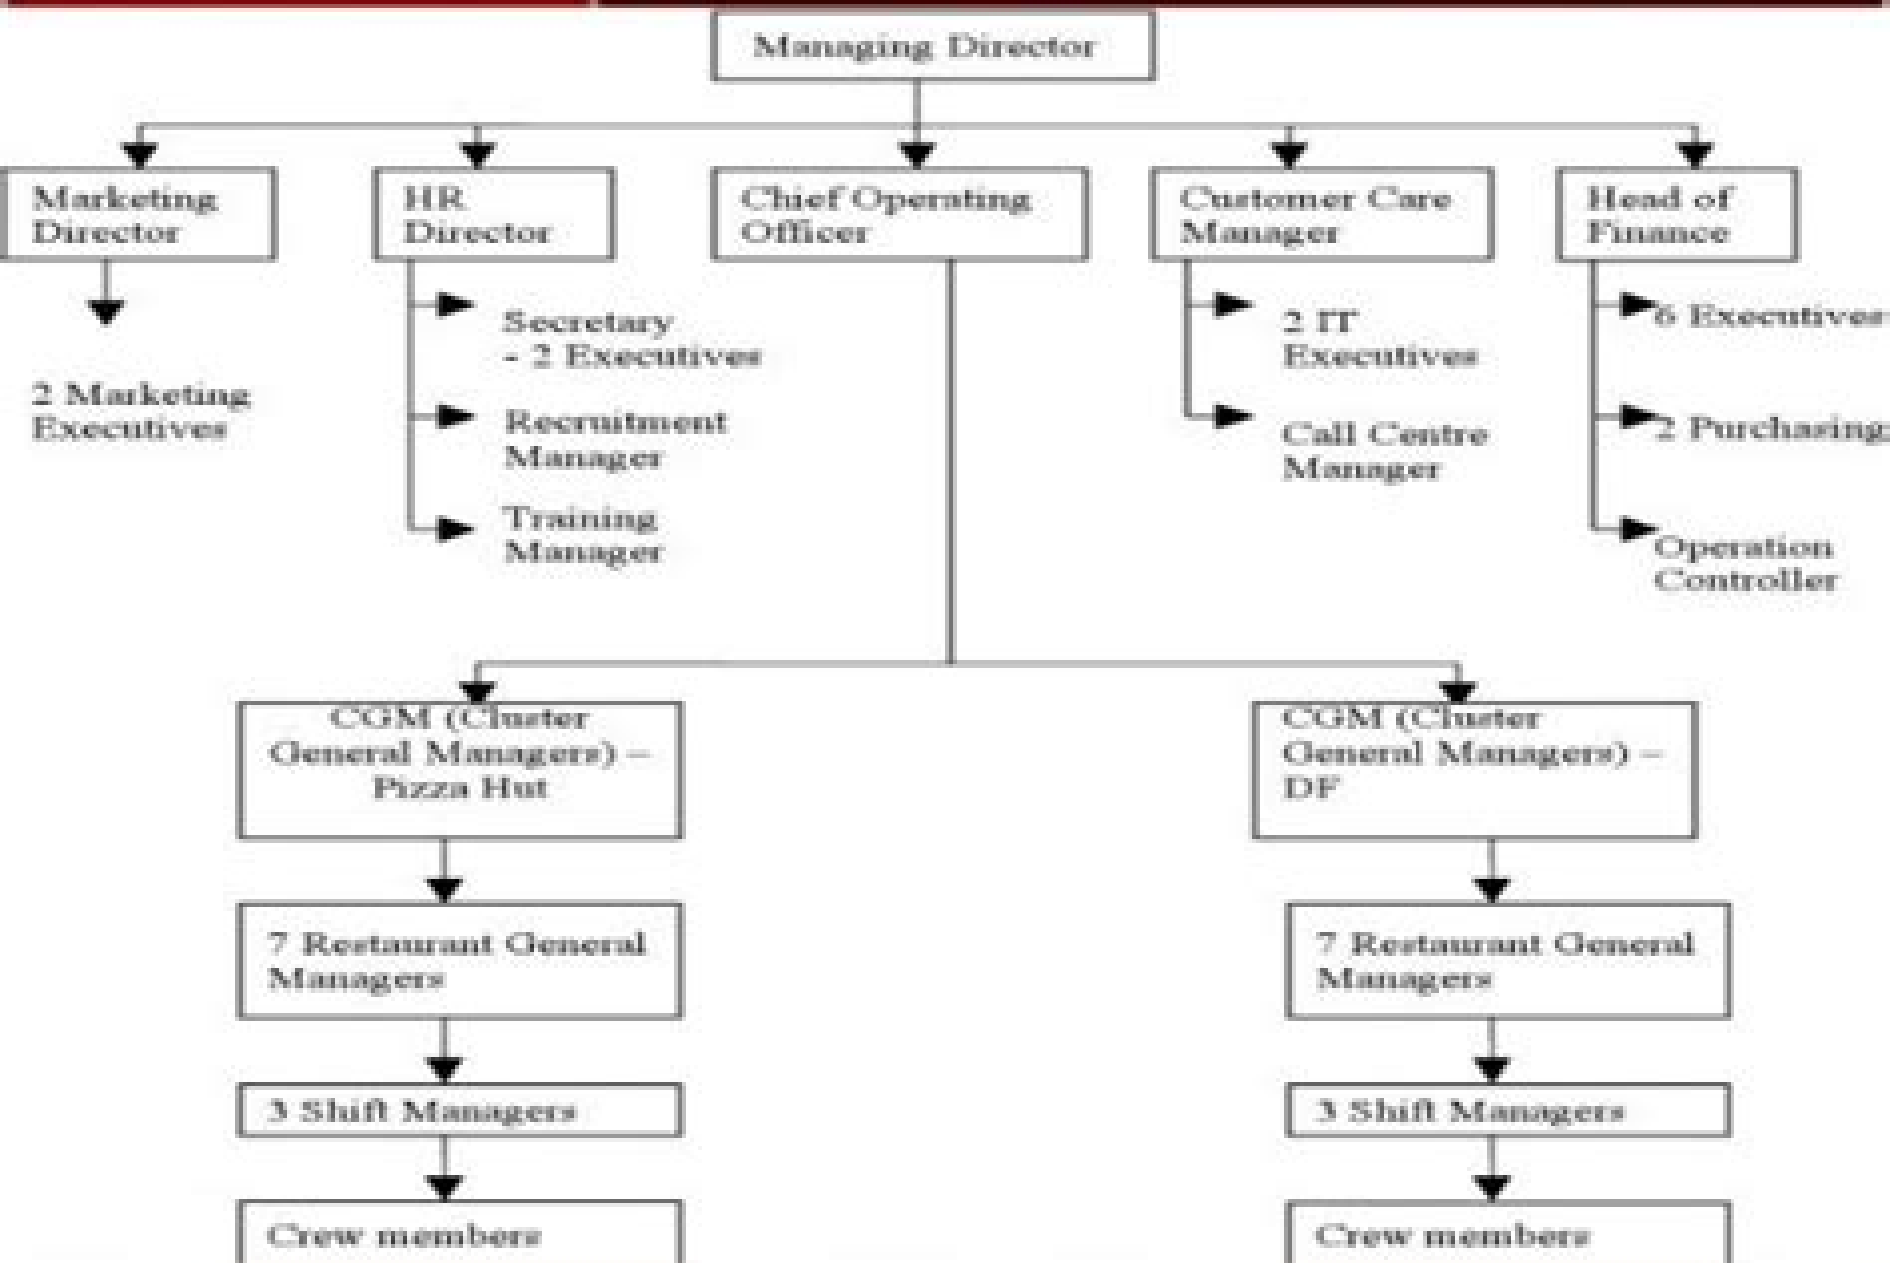 Managing Director
Marketing
Director
HR
Director
Chief Operating
Officer
Customer Care
Manager
Head of
Finance
2 Marketing
Executives
Secretary
- 2 Executives
Recruitment
Manager
Training
Manager
2 IT
Executives
Call Centre
Manager
6 Executives
2 Purchasing
Operation
Controller
CGM (Cluster
General Managers) –
Pizza Hut
CGM (Cluster
General Managers) –
DF
7 Restaurant General
Managers
7 Restaurant General
Managers
3 Shift Managers
3 Shift Managers
Crew members
Crew members